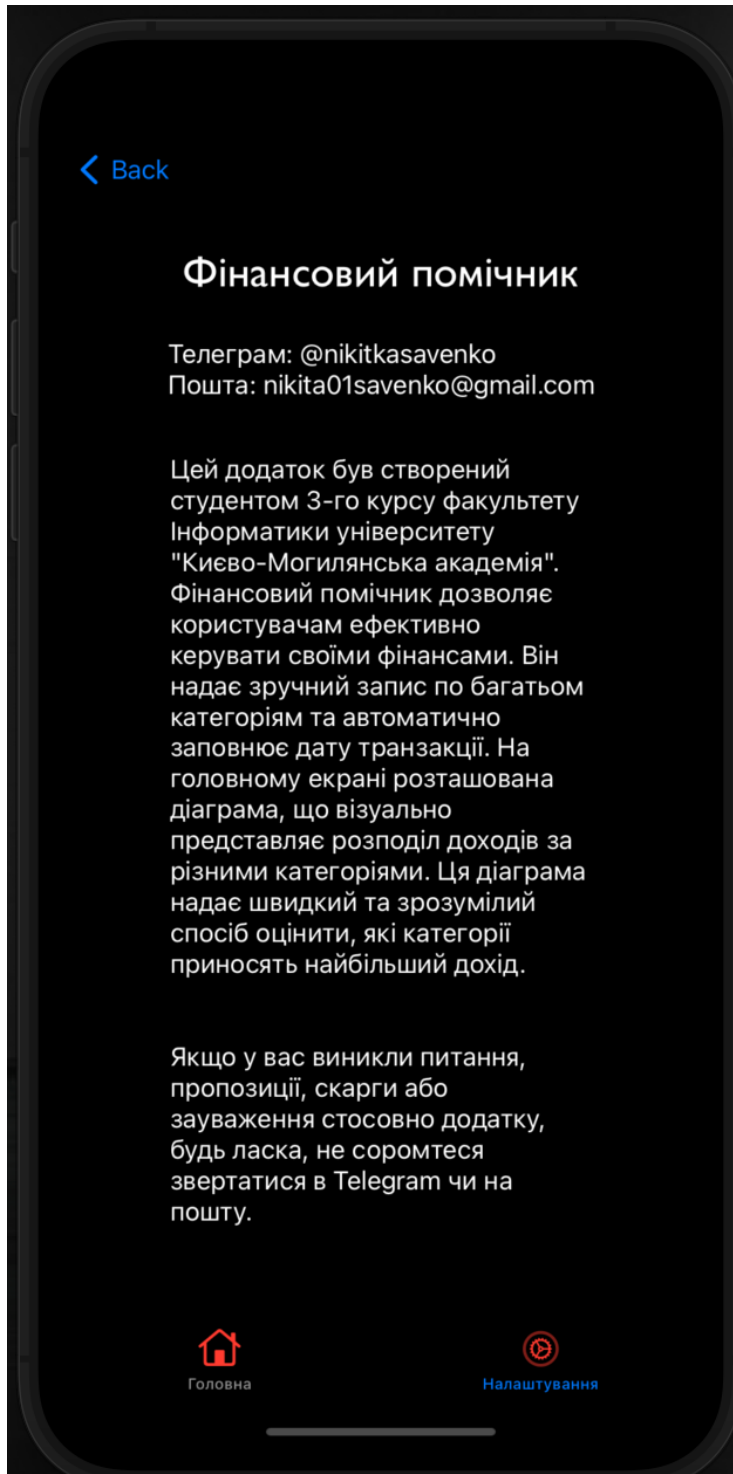 Back
Фінансовий помічник
Телеграм: @nikitkasavenko
Пошта: nikita01savenko@gmail.com
Цей додаток був створений
студентом 3-го курсу факультету
Інформатики університету
"Києво-Могилянська академія".
Фінансовий помічник дозволяє
користувачам ефективно
керувати своїми фінансами. Він
надає зручний запис по багатьом
категоріям та автоматично
заповнює дату транзакції. На
головному екрані розташована
діаграма, що візуально
представляє розподіл доходів за
різними категоріями. Ця діаграма
надає швидкий та зрозумілий
спосіб оцінити, які категорії
приносять найбільший дохід.
Якщо у вас виникли питання,
пропозиції, скарги або
зауваження стосовно додатку,
будь ласка, не соромтеся
звертатися в Telegram чи на
пошту.
Головна
Налаштування